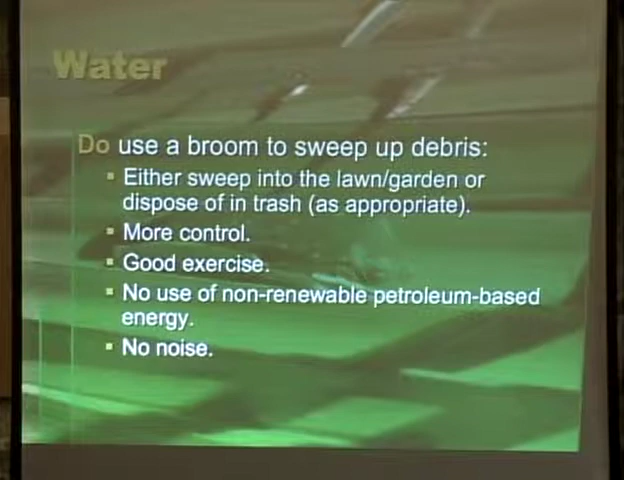 Water
Do use a broom to sweep up debris:
▪ Either sweep into the lawn/garden or
dispose of in trash (as appropriate).
▪ More control.
▪ Good exercise.
▪ No use of non-renewable petroleum-based
energy.
▪ No noise.